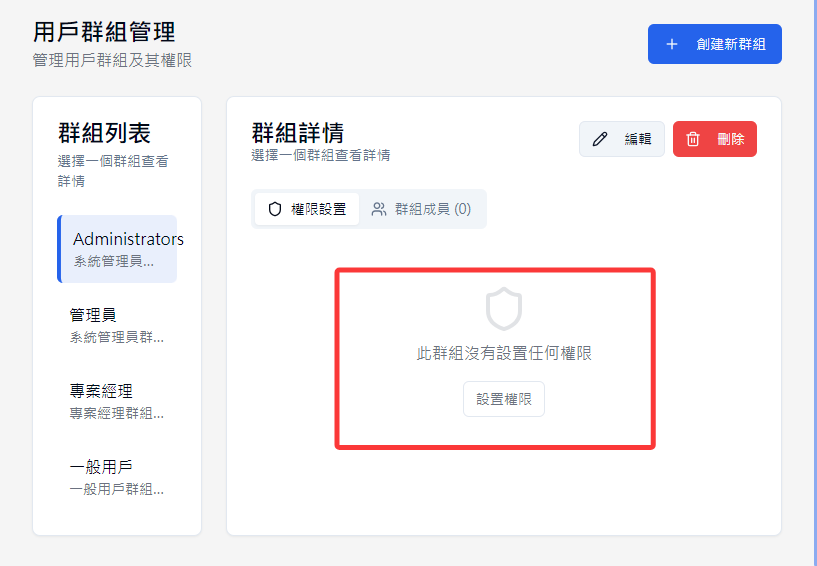 用戶群組管理
管理用戶群組及其權限
創建新群組
群組列表
選擇一個群組查看
詳情
Administrators
系統管理員...
管理員
系統管理員群...
專案經理
專案經理群組...
一般用戶
一般用戶群組...
群組詳情
選擇一個群組查看詳情
編輯
刪除
權限設置
群組成員 (0)
此群組沒有設置任何權限
設置權限